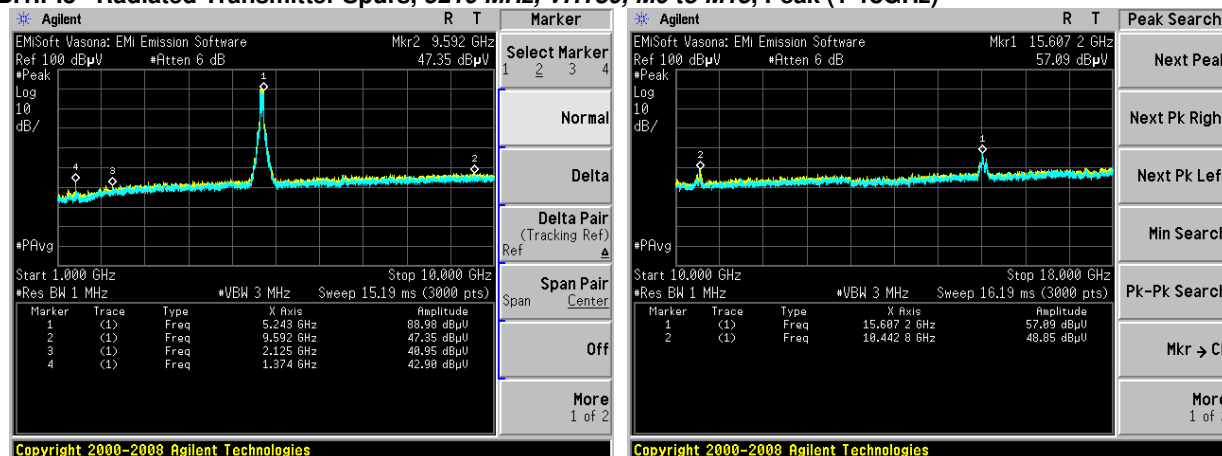 Radiated Transmitter Spurs,
Agilent R T Marker
EMiSoft Vasona: EMi Emission Software Mkr2 9.592 GHz
Ref 100 dBµV #Atten 6 dB 47.35 dBµV
#Peak
Log
10
dB/
1
2
3
4
#PAvg
Start 1.000 GHz Stop 10.000 GHz
#Res BW 1 MHz #VBW 3 MHz Sweep 15.19 ms (3000 pts)
Marker Trace Type X Axis Amplitude
1 (1) Freq 5.243 GHz 88.98 dBµV
2 (1) Freq 9.592 GHz 47.35 dBµV
3 (1) Freq 2.125 GHz 40.95 dBµV
4 (1) Freq 1.374 GHz 42.90 dBµV
Copyright 2000-2008 Agilent Technologies
Select Marker
1 2 3 4
Normal
Delta
Delta Pair
(Tracking Ref)
Ref Δ
Span Pair
Span Center
Off
More
1 of 2
Agilent R T Peak Search
EMiSoft Vasona: EMi Emission Software Mkr1 15.607 2 GHz
Ref 100 dBµV #Atten 6 dB 57.09 dBµV
#Peak
Log
10
dB/
1
2
#PAvg
Start 10.000 GHz Stop 18.000 GHz
#Res BW 1 MHz #VBW 3 MHz Sweep 16.19 ms (3000 pts)
Marker Trace Type X Axis Amplitude
1 (1) Freq 15.607 2 GHz 57.09 dBµV
2 (1) Freq 10.442 8 GHz 48.85 dBµV
Copyright 2000-2008 Agilent Technologies
Next Peak
Next Pk Righ
Next Pk Lef
Min Search
Pk-Pk Search
Mkr → C
More
1 of